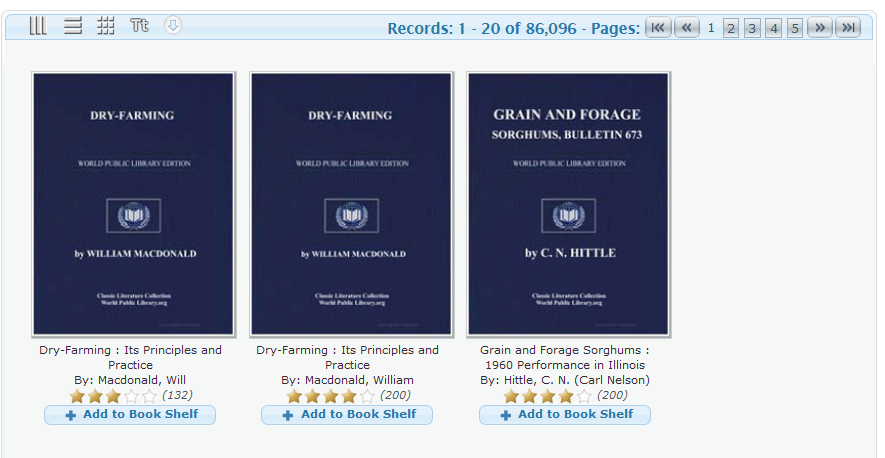 Tt
Records: 1 - 20 of 86,096 - Pages: 1 2 3 4 5
DRY-FARMING
WORLD PUBLIC LIBRARY EDITION
by WILLIAM MACDONALD
Classic Literature Collection
World Public Library.org
DRY-FARMING
WORLD PUBLIC LIBRARY EDITION
by WILLIAM MACDONALD
Classic Literature Collection
World Public Library.org
GRAIN AND FORAGE
SORGHUMS, BULLETIN 673
WORLD PUBLIC LIBRARY EDITION
by C. N. HITTLE
Classic Literature Collection
World Public Library.org
Dry-Farming : Its Principles and
Practice
By: Macdonald, Will
(132)
+ Add to Book Shelf
Dry-Farming : Its Principles and
Practice
By: Macdonald, William
(200)
+ Add to Book Shelf
Grain and Forage Sorghums :
1960 Performance in Illinois
By: Hittle, C. N. (Carl Nelson)
(200)
+ Add to Book Shelf